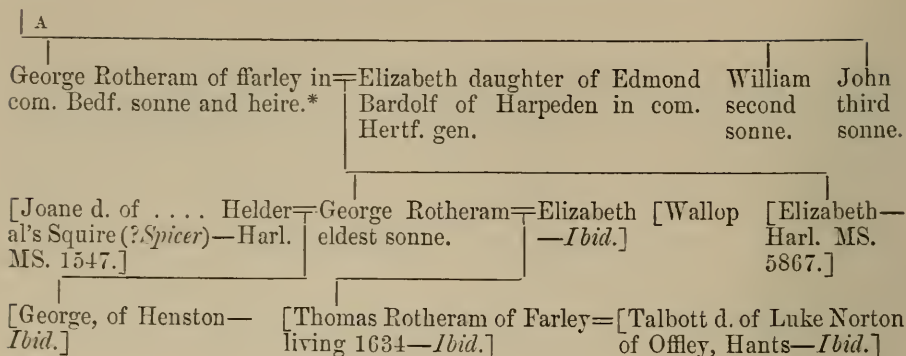 A
George Rotheram of ffarley in com. Bedf. sonne and heire.*
Elizabeth daughter of Edmond Bardolf of Harpeden in com. Hertf. gen.
William second sonne.
John third sonne.
[Joane d. of .... Helder al's Squire (?Spicer)—Harl. MS. 1547.]
George Rotheram eldest sonne.
Elizabeth [Wallop —Ibid.]
[Elizabeth— Harl. MS. 5867.]
[George, of Henston— Ibid.]
[Thomas Rotheram of Farley living 1634—Ibid.]
=[Talbott d. of Luke Norton of Offley, Hants—Ibid.]